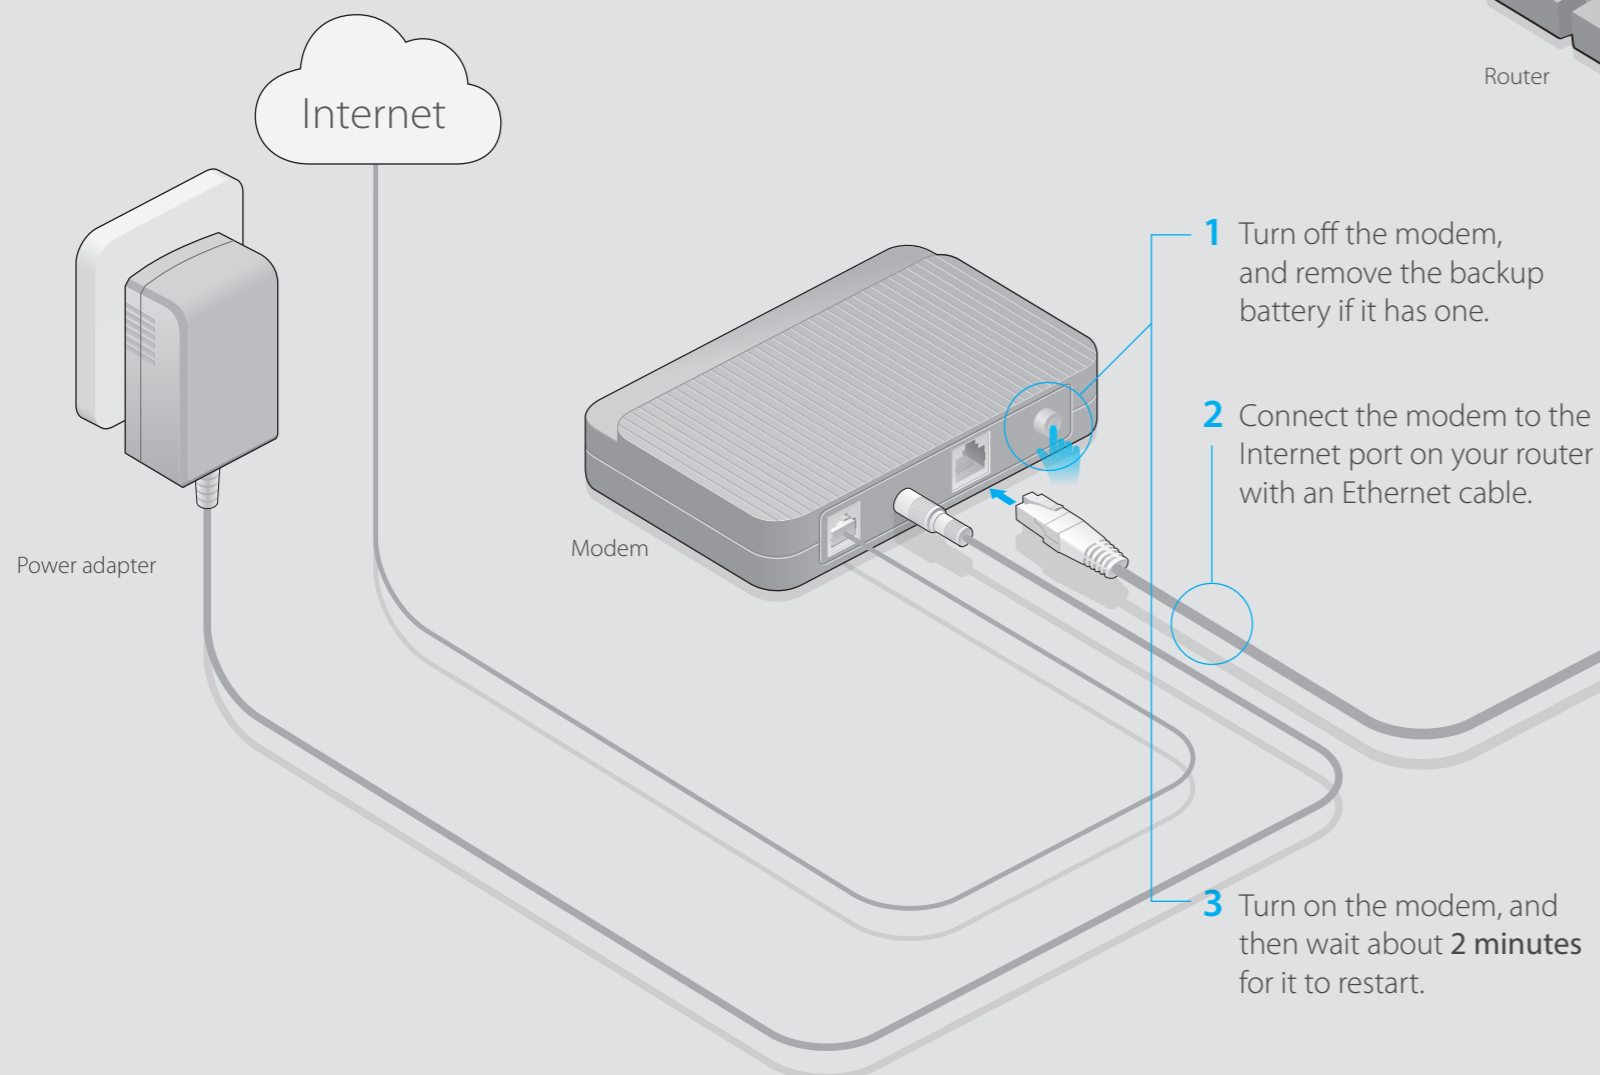 Internet
Router
1 Turn off the modem,
and remove the backup
battery if it has one.
2 Connect the modem to the
Internet port on your router
with an Ethernet cable.
Modem
Power adapter
3 Turn on the modem, and
then wait about 2 minutes
for it to restart.